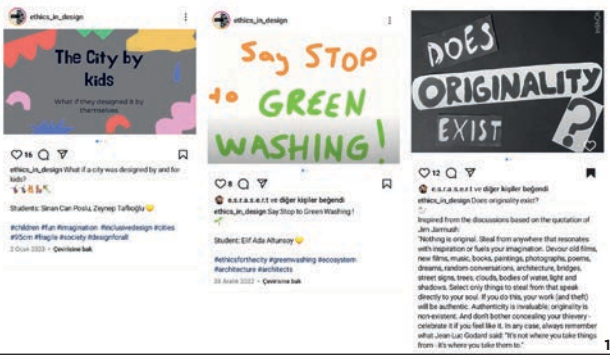 ethics_in_design
The City by
kids
What if they designed it by
themselves
16
ethics_in_design What if a city was designed by and for
kids?
Students: Sinan Can Poslu, Zeynep Taflıoğlu
#children #fun #imagination #inclusivedesign #cities
#95cm #fragile #society #designforall
2 Ocak 2023 • Çevirisine bak
ethics_in_design
Say STOP
to GREEN
WASHING!
8
e.s.r.a.s.e.r.t ve diğer kişiler beğendi
ethics_in_design Say Stop to Green Washing !
Student: Elif Ada Altunsoy
#ethicsforthecity #greenwashing #ecosystem
#architecture #architects
Aralık 2022 • Çevirisine bak
DOES
ORIGINALITY
EXIST
?
12
e.s.r.a.s.e.r.t ve diğer kişiler beğendi
ethics_in_design Does originality exist?
Inspired from the discussions based on the quotation of
Jim Jarmush:
"Nothing is original. Steal from anywhere that resonates
with inspiration or fuels your imagination. Devour old films,
new films, music, books, paintings, photographs, poems,
dreams, random conversations, architecture, bridges,
street signs, trees, clouds, bodies of water, light and
shadows. Select only things to steal from that speak
directly to your soul. If you do this, your work (and theft)
will be authentic. Authenticity is invaluable; originality is
non-existent. And don't bother concealing your thievery -
celebrate it if you feel like it. In any case, always remember
what Jean Luc Godard said: "It's not where you take things
from - it's where you take them to."
1